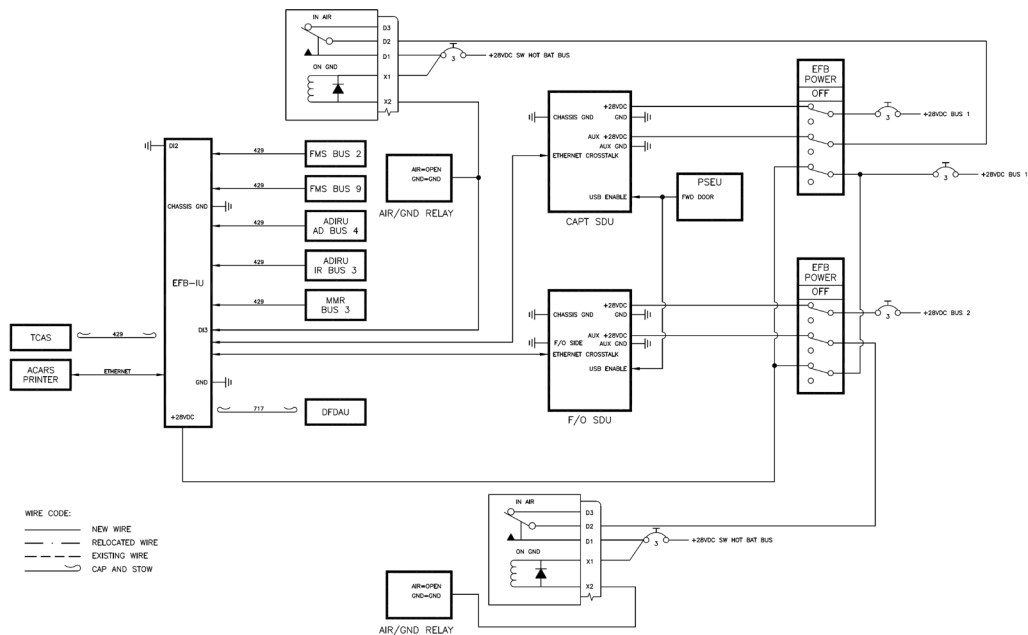 IN AIR
D3
D2
D1
ON GND
X1
X2
3
+28VDC SW HOT BAT BUS
EFB
POWER
OFF
3
+28VDC BUS 1
3
+28VDC BUS 1
+28VDC
CHASSIS GND
GND
AUX +28VDC
AUX GND
ETHERNET CROSSTALK
USB ENABLE
CAPT SDU
PSEU
FWD DOOR
AIR=OPEN
GND=GND
AIR/GND RELAY
DI2
CHASSIS GND
EFB-IU
DI3
GND
+28VDC
429
FMS BUS 2
429
FMS BUS 9
429
ADIRU
AD BUS 4
429
ADIRU
IR BUS 3
429
MMR
BUS 3
TCAS
429
ACARS
PRINTER
ETHERNET
717
DFDAU
+28VDC
CHASSIS GND
GND
AUX +28VDC
F/O SIDE
AUX GND
ETHERNET CROSSTALK
USB ENABLE
F/O SDU
EFB
POWER
OFF
3
+28VDC BUS 2
IN AIR
D3
D2
D1
ON GND
X1
X2
3
+28VDC SW HOT BAT BUS
AIR=OPEN
GND=GND
AIR/GND RELAY
WIRE CODE:
NEW WIRE
RELOCATED WIRE
EXISTING WIRE
CAP AND STOW